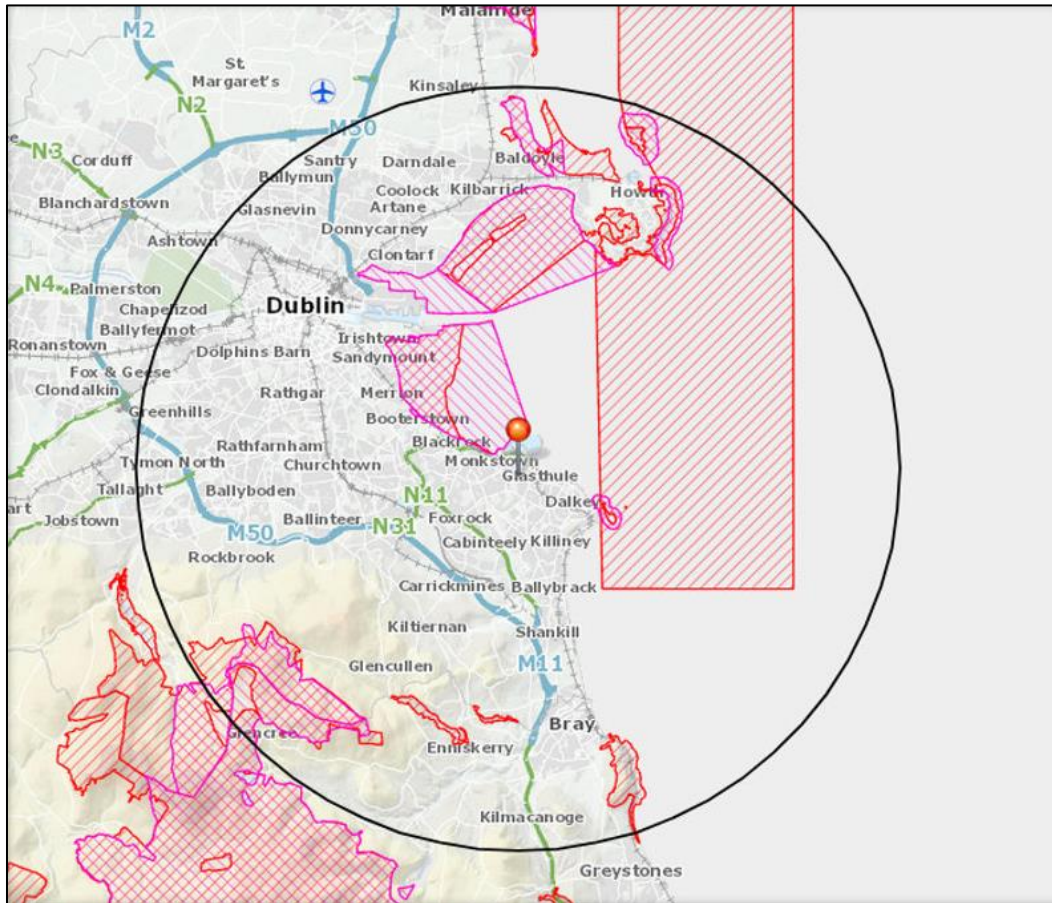 Malahide
M2
St.
Margaret's
Kinsaley
N2
M50
N3
Corduff
Santry
Darndale
Baldoyle
Ballymun
Coolock
Kilbarrick
Howth
Blanchardstown
Glasnevin
Artane
Donnycarney
Ashtown
Clontarf
N4
Palmerston
Chapelizod
Dublin
Ballyfermot
Irishtown
Ronanstown
Dolphins Barn
Sandymount
Fox & Geese
Clondalkin
Rathgar
Merrion
Greenhills
Booterstown
Rathfarnham
Blackrock
Tymon North
Churchtown
Monkstown
Glasthule
Tallaght
Ballyboden
N11
Dalkey
art
Jobstown
M50
Ballinteer
N31
Foxrock
Rockbrook
Cabinteely
Killiney
Carrickmines
Ballybrack
Kiltiernan
Shankill
Glencullen
M11
Glencree
Bray
Enniskerry
Kilmacanoge
Greystones